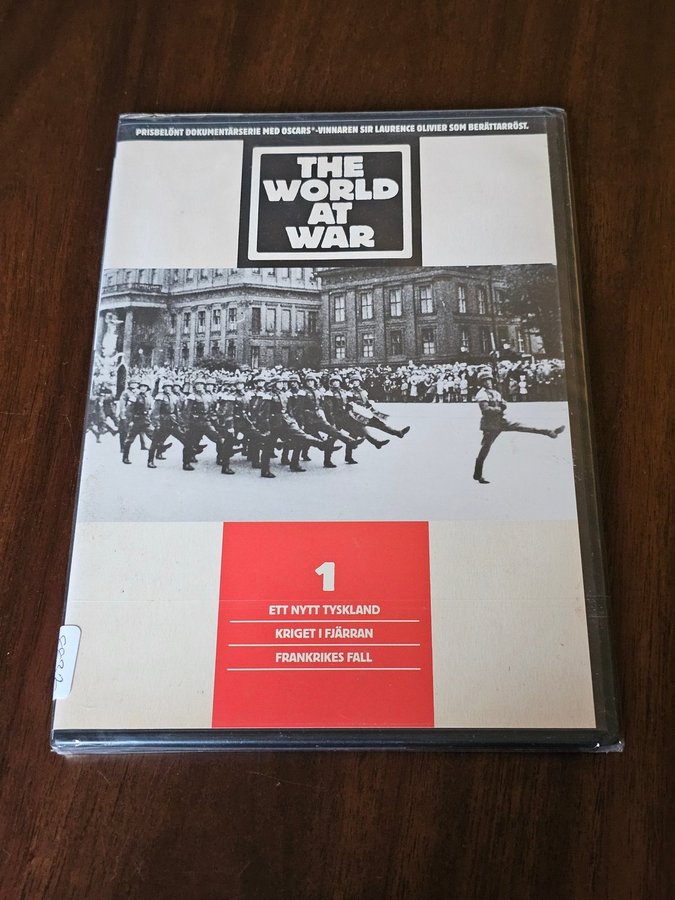 PRISBELÖNT DOKUMENTÄRSERIE MED OSCARS®-VINNAREN SIR LAURENCE OLIVIER SOM BERÄTTARRÖST.
THE
WORLD
AT
WAR
1
ETT NYTT TYSKLAND
KRIGET I FJÄRRAN
FRANKRIKES FALL